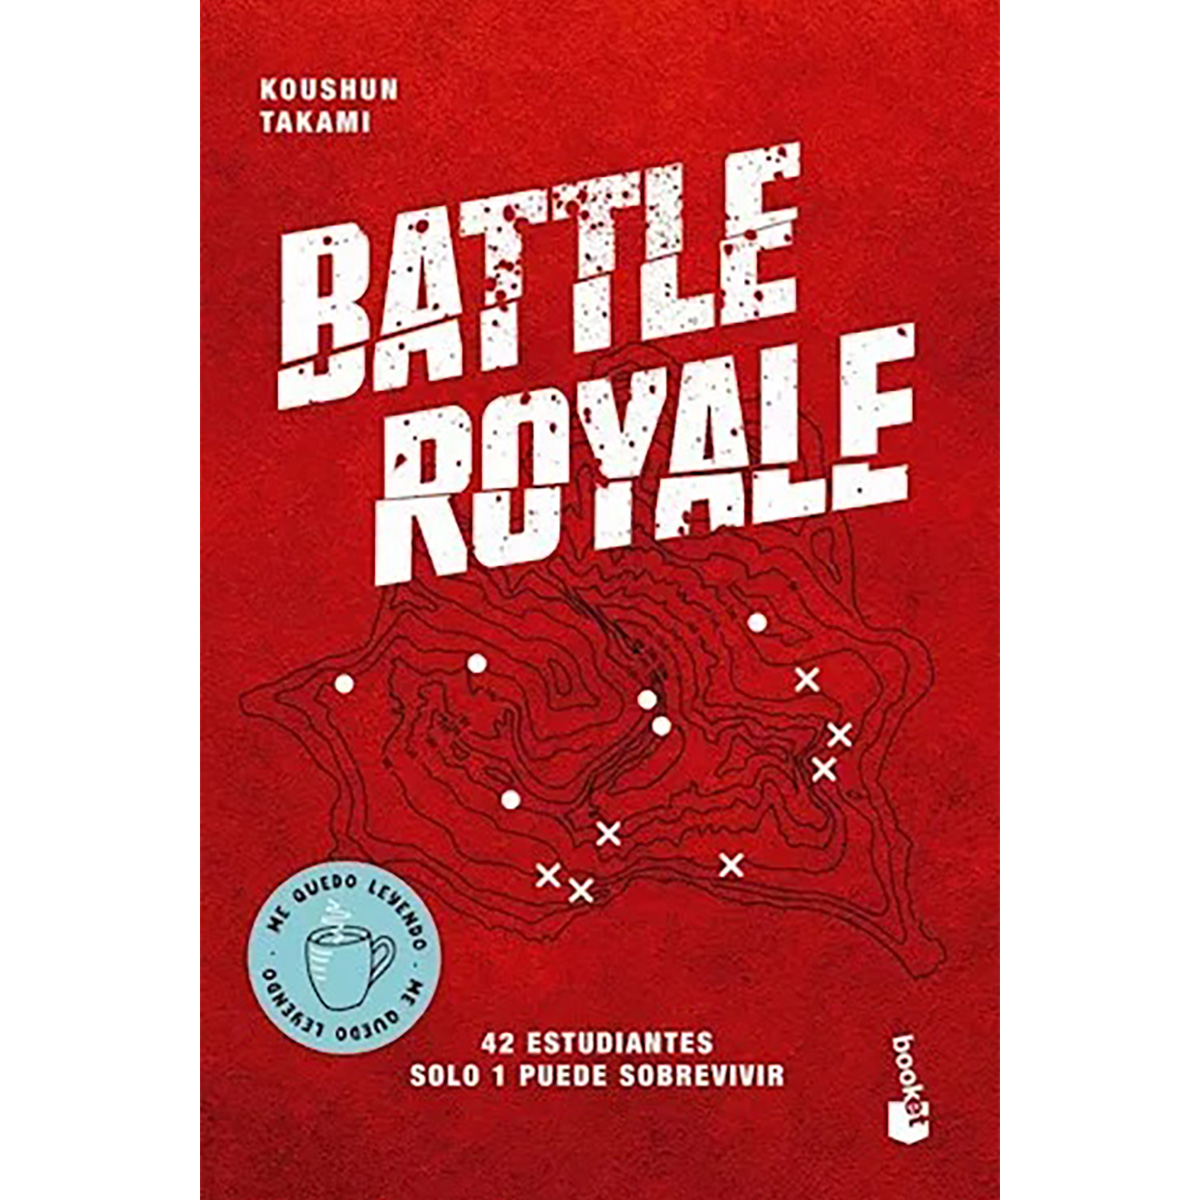 KOUSHUN
TAKAMI
BATTLE
ROYALE
· ME QUEDO LEYENDO · ME QUEDO LEYENDO
42 ESTUDIANTES
SOLO 1 PUEDE SOBREVIVIR
booket